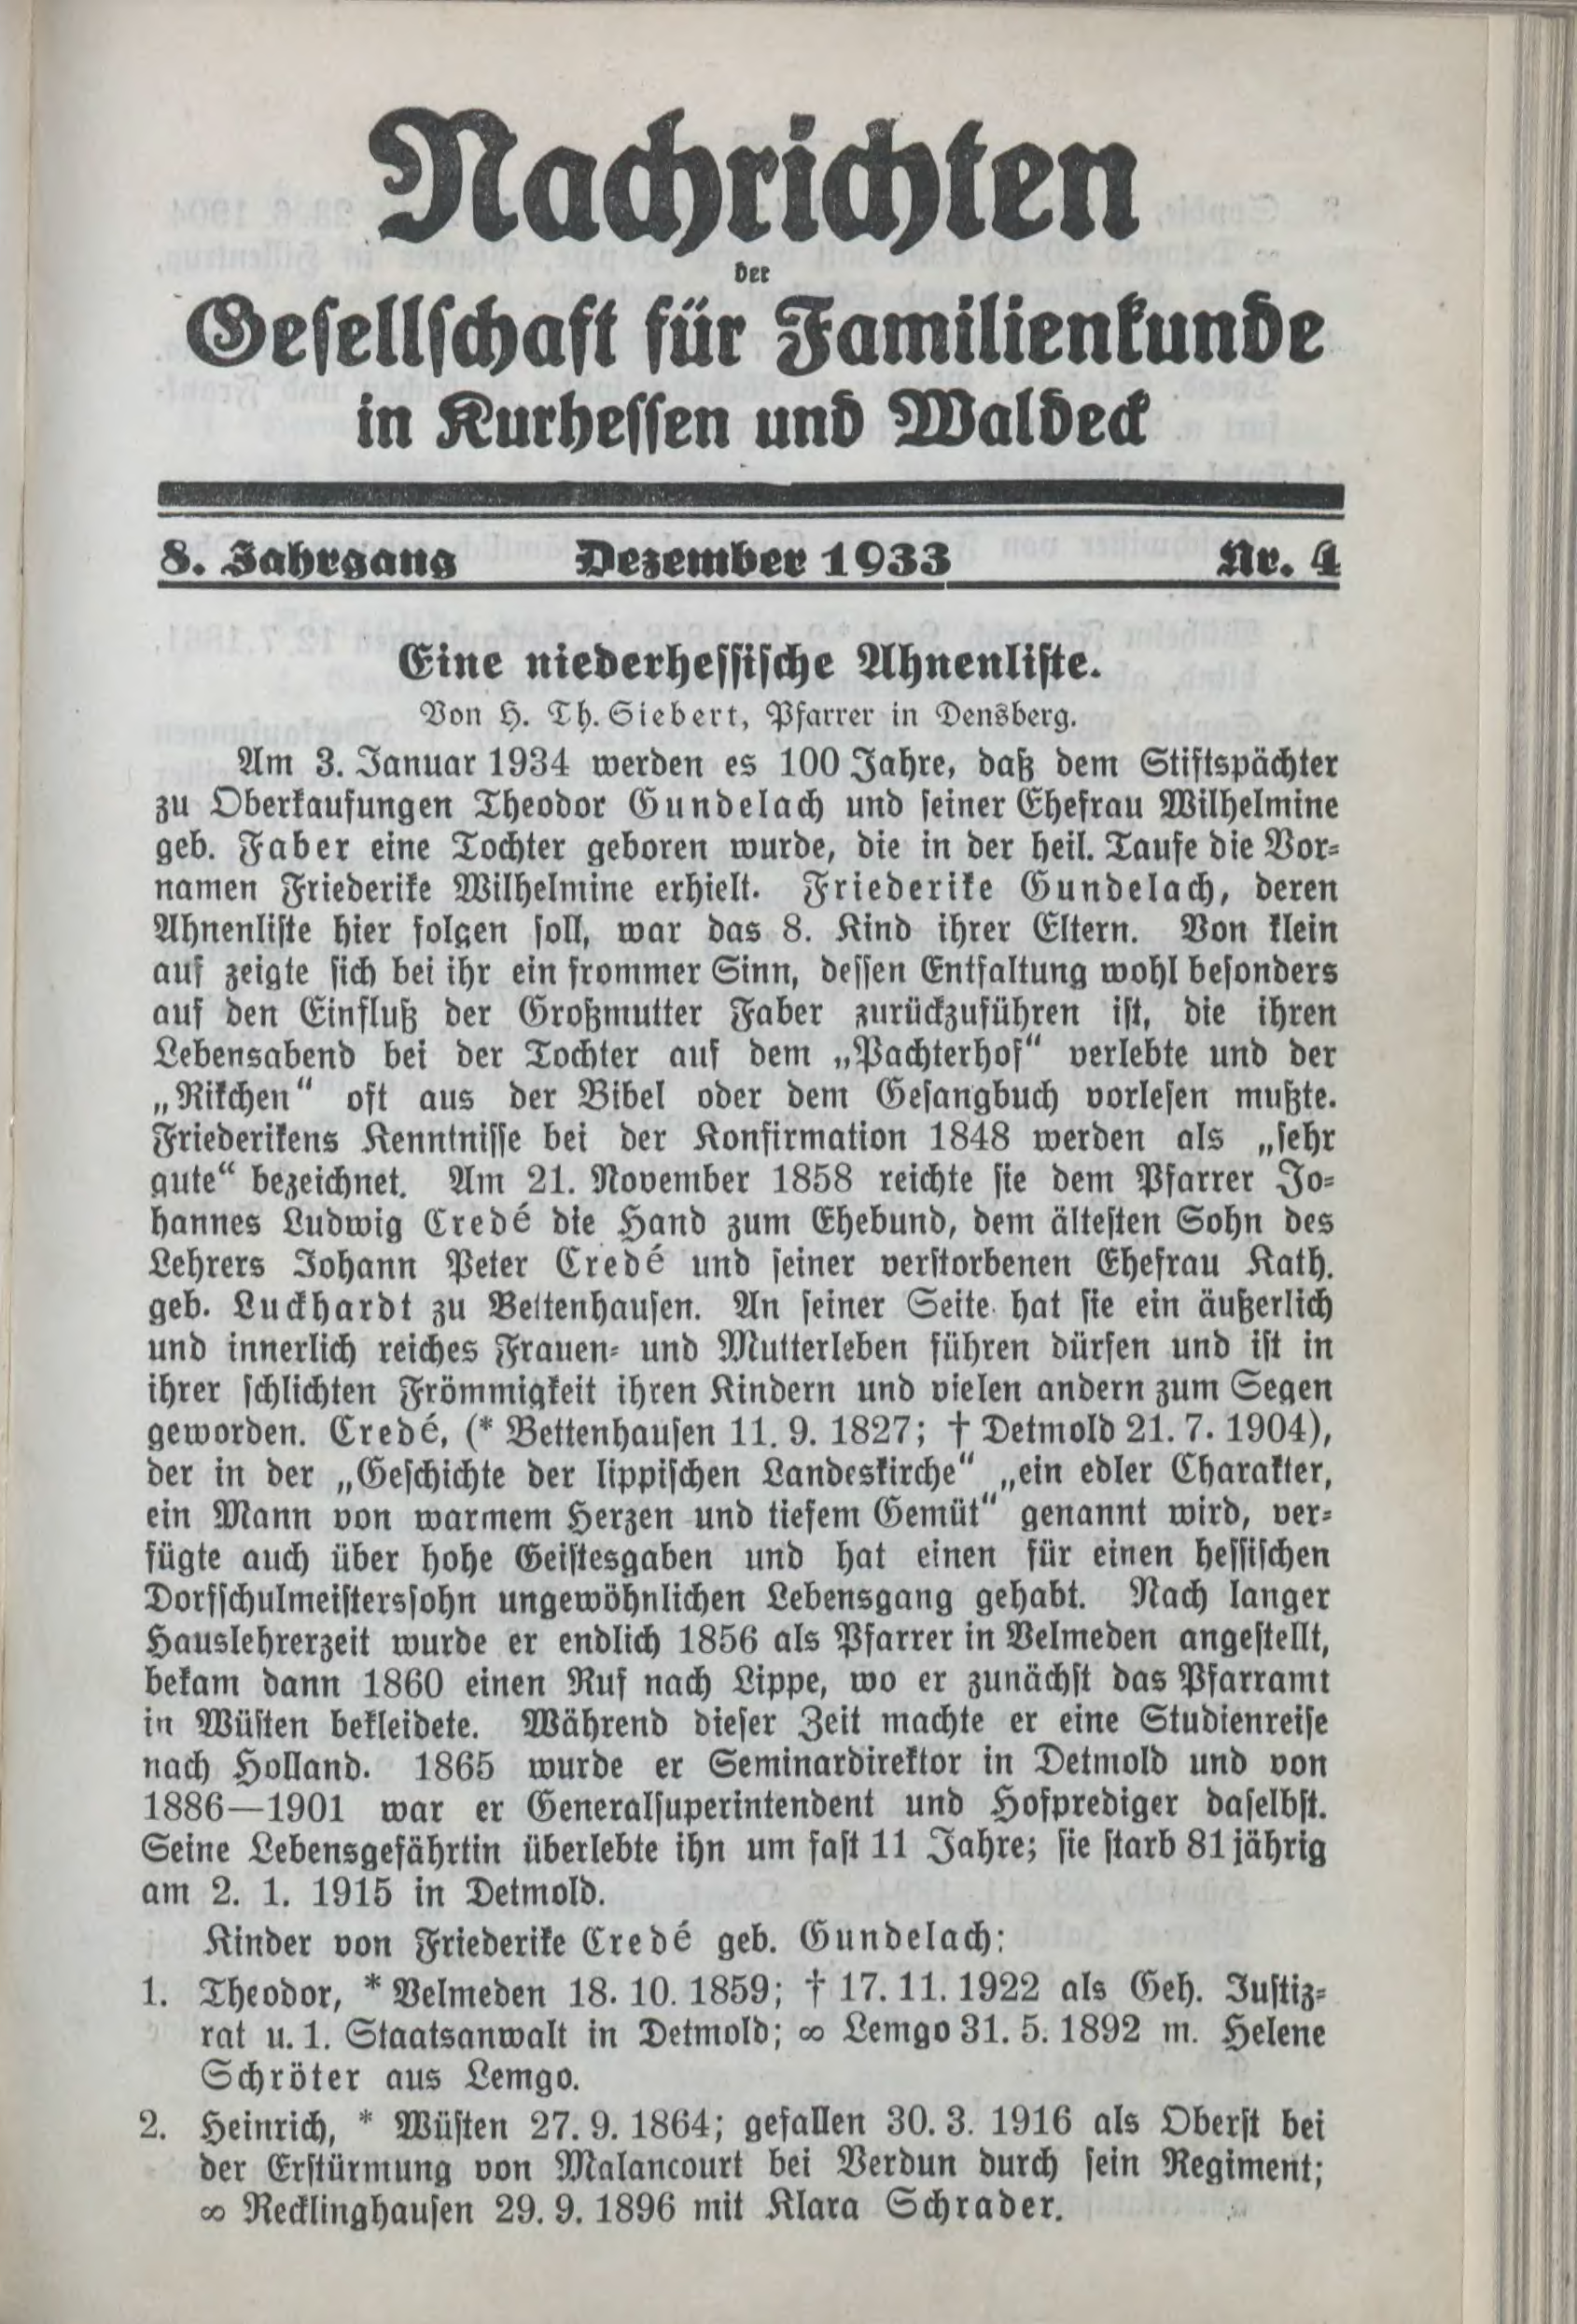 Nachrichten
der
Gesellschaft für Familienkunde
in Kurhessen und Waldeck
8. Jahrgang Dezember 1933 Nr. 4
Eine niederhessische Ahnenliste.
Von H. Th. Siebert, Pfarrer in Densberg.
Am 3. Januar 1934 werden es 100 Jahre, daß dem Stiftspächter
zu Oberkaufungen Theodor Gundelach und seiner Ehefrau Wilhelmine
geb. Faber eine Tochter geboren wurde, die in der heil. Taufe die Vor-
namen Friederike Wilhelmine erhielt. Friederike Gundelach, deren
Ahnenliste hier folgen soll, war das 8. Kind ihrer Eltern. Von klein
auf zeigte sich bei ihr ein frommer Sinn, dessen Entfaltung wohl besonders
auf den Einfluß der Großmutter Faber zurückzuführen ist, die ihren
Lebensabend bei der Tochter auf dem „Pachterhof“ verlebte und der
„Rikchen“ oft aus der Bibel oder dem Gesangbuch vorlesen mußte.
Friederikens Kenntnisse bei der Konfirmation 1848 werden als „sehr
gute“ bezeichnet. Am 21. November 1858 reichte sie dem Pfarrer Jo-
hannes Ludwig Credé die Hand zum Ehebund, dem ältesten Sohn des
Lehrers Johann Peter Credé und seiner verstorbenen Ehefrau Kath.
geb. Luckhardt zu Bettenhausen. An seiner Seite hat sie ein äußerlich
und innerlich reiches Frauen- und Mutterleben führen dürfen und ist in
ihrer schlichten Frömmigkeit ihren Kindern und vielen andern zum Segen
geworden. Credé, (* Bettenhausen 11. 9. 1827; † Detmold 21. 7. 1904),
der in der „Geschichte der lippischen Landeskirche“ „ein edler Charakter,
ein Mann von warmem Herzen und tiefem Gemüt“ genannt wird, ver-
fügte auch über hohe Geistesgaben und hat einen für einen hessischen
Dorfschulmeisterssohn ungewöhnlichen Lebensgang gehabt. Nach langer
Hauslehrerzeit wurde er endlich 1856 als Pfarrer in Velmeden angestellt,
bekam dann 1860 einen Ruf nach Lippe, wo er zunächst das Pfarramt
in Wüsten bekleidete. Während dieser Zeit machte er eine Studienreise
nach Holland. 1865 wurde er Seminardirektor in Detmold und von
1886—1901 war er Generalsuperintendent und Hofprediger daselbst.
Seine Lebensgefährtin überlebte ihn um fast 11 Jahre; sie starb 81 jährig
am 2. 1. 1915 in Detmold.
Kinder von Friederike Credé geb. Gundelach:
1. Theodor, * Velmeden 18. 10. 1859; † 17. 11. 1922 als Geh. Justiz-
rat u. 1. Staatsanwalt in Detmold; ∞ Lemgo 31. 5. 1892 m. Helene
Schröter aus Lemgo.
2. Heinrich, * Wüsten 27. 9. 1864; gefallen 30. 3. 1916 als Oberst bei
der Erstürmung von Malancourt bei Verdun durch sein Regiment;
∞ Recklinghausen 29. 9. 1896 mit Klara Schrader.